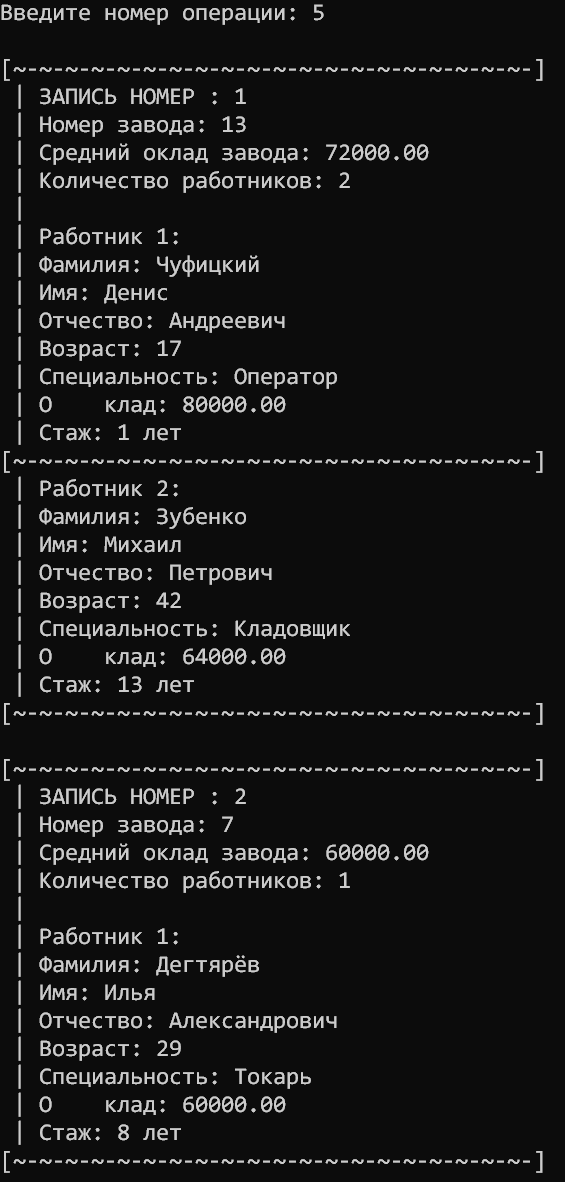 Введите номер операции: 5
[~-~-~-~-~-~-~-~-~-~-~-~-~-~-~-~-~-~-~-~-]
| ЗАПИСЬ НОМЕР : 1
| Номер завода: 13
| Средний оклад завода: 72000.00
| Количество работников: 2
|
| Работник 1:
| Фамилия: Чуфицкий
| Имя: Денис
| Отчество: Андреевич
| Возраст: 17
| Специальность: Оператор
| О    клад: 80000.00
| Стаж: 1 лет
[~-~-~-~-~-~-~-~-~-~-~-~-~-~-~-~-~-~-~-~-]
| Работник 2:
| Фамилия: Зубенко
| Имя: Михаил
| Отчество: Петрович
| Возраст: 42
| Специальность: Кладовщик
| О    клад: 64000.00
| Стаж: 13 лет
[~-~-~-~-~-~-~-~-~-~-~-~-~-~-~-~-~-~-~-~-]
[~-~-~-~-~-~-~-~-~-~-~-~-~-~-~-~-~-~-~-~-]
| ЗАПИСЬ НОМЕР : 2
| Номер завода: 7
| Средний оклад завода: 60000.00
| Количество работников: 1
|
| Работник 1:
| Фамилия: Дегтярёв
| Имя: Илья
| Отчество: Александрович
| Возраст: 29
| Специальность: Токарь
| О    клад: 60000.00
| Стаж: 8 лет
[~-~-~-~-~-~-~-~-~-~-~-~-~-~-~-~-~-~-~-~-]